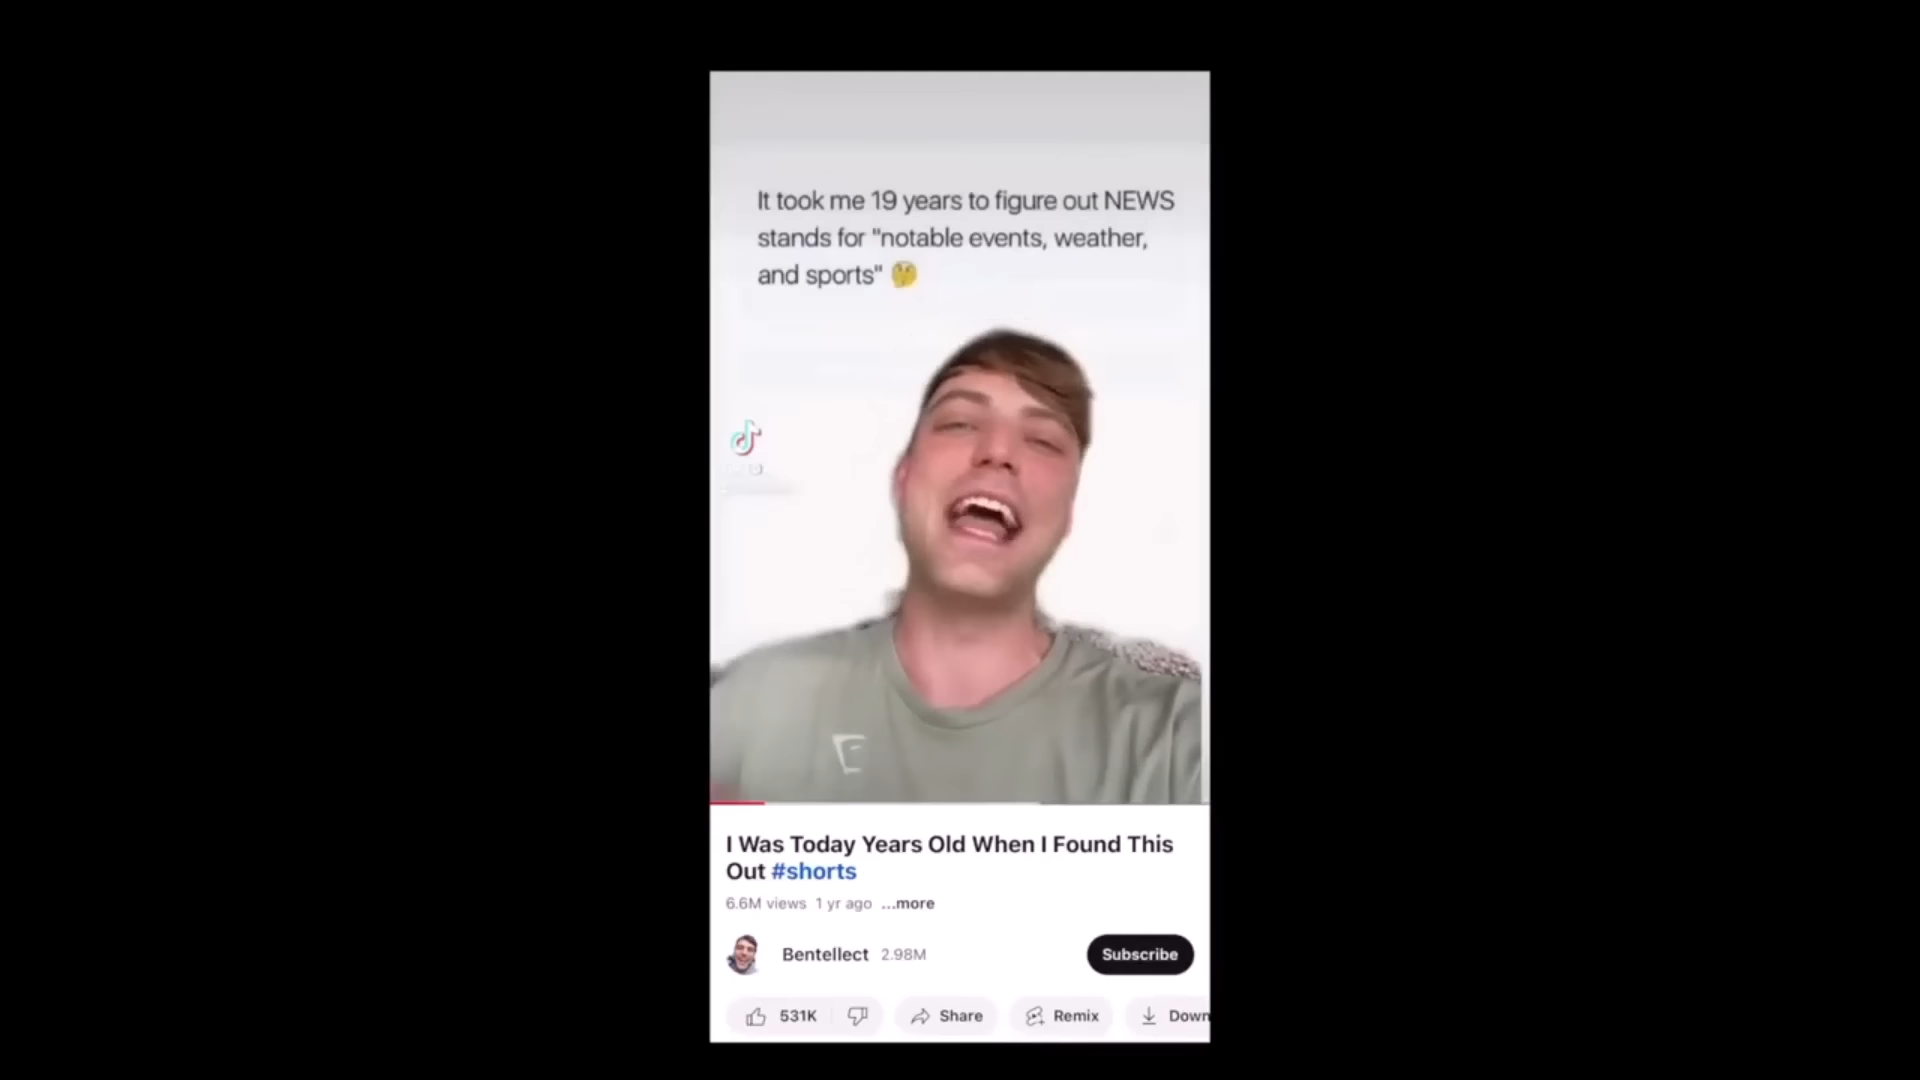 It took me 19 years to figure out NEWS
stands for "notable events, weather,
and sports" 🤔
I Was Today Years Old When I Found This
Out #shorts
6.6M views 1 yr ago ...more
Bentellect 2.98M
Subscribe
531K
Share
Remix
Down